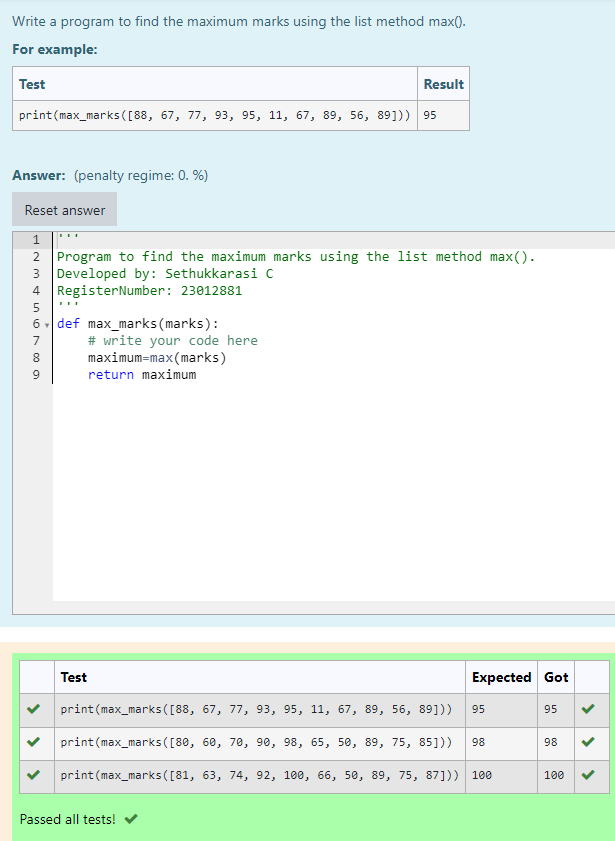 Write a program to find the maximum marks using the list method max().
For example:
Test Result
print(max_marks([88, 67, 77, 93, 95, 11, 67, 89, 56, 89])) 95
Answer: (penalty regime: 0. %)
Reset answer
1 '''
2 Program to find the maximum marks using the list method max().
3 Developed by: Sethukkarasi C
4 RegisterNumber: 23012881
5 '''
6 def max_marks(marks):
7 # write your code here
8 maximum=max(marks)
9 return maximum
Test Expected Got
print(max_marks([88, 67, 77, 93, 95, 11, 67, 89, 56, 89])) 95 95
print(max_marks([80, 60, 70, 90, 98, 65, 50, 89, 75, 85])) 98 98
print(max_marks([81, 63, 74, 92, 100, 66, 50, 89, 75, 87])) 100 100
Passed all tests!